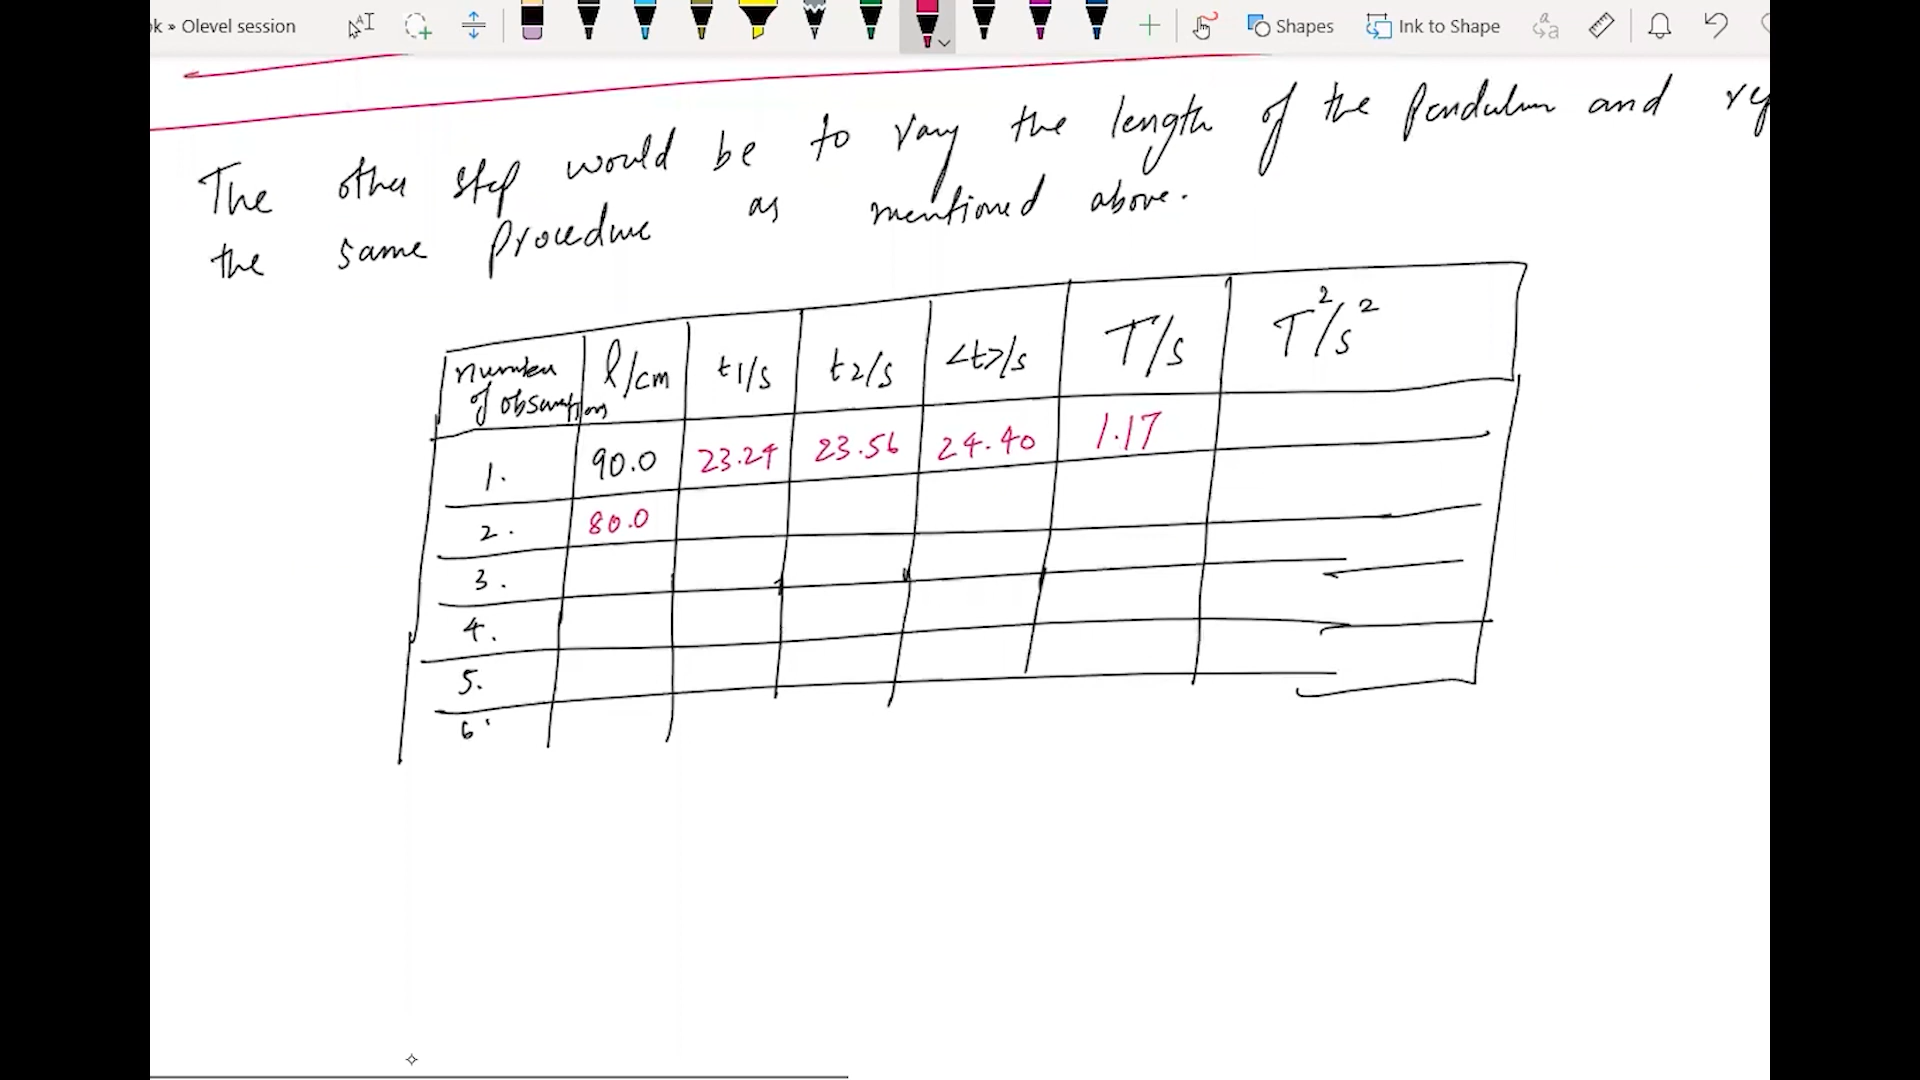 ok » Olevel session
Shapes
Ink to Shape
The other step would be to vary the length of the pendulum and
the same procedure as mentioned above.
number of observations l/cm t1/s t2/s <t>/s T/s T²/s²
1. 90.0 23.24 23.56 24.40 1.17
2. 80.0
3.
4.
5.
6.